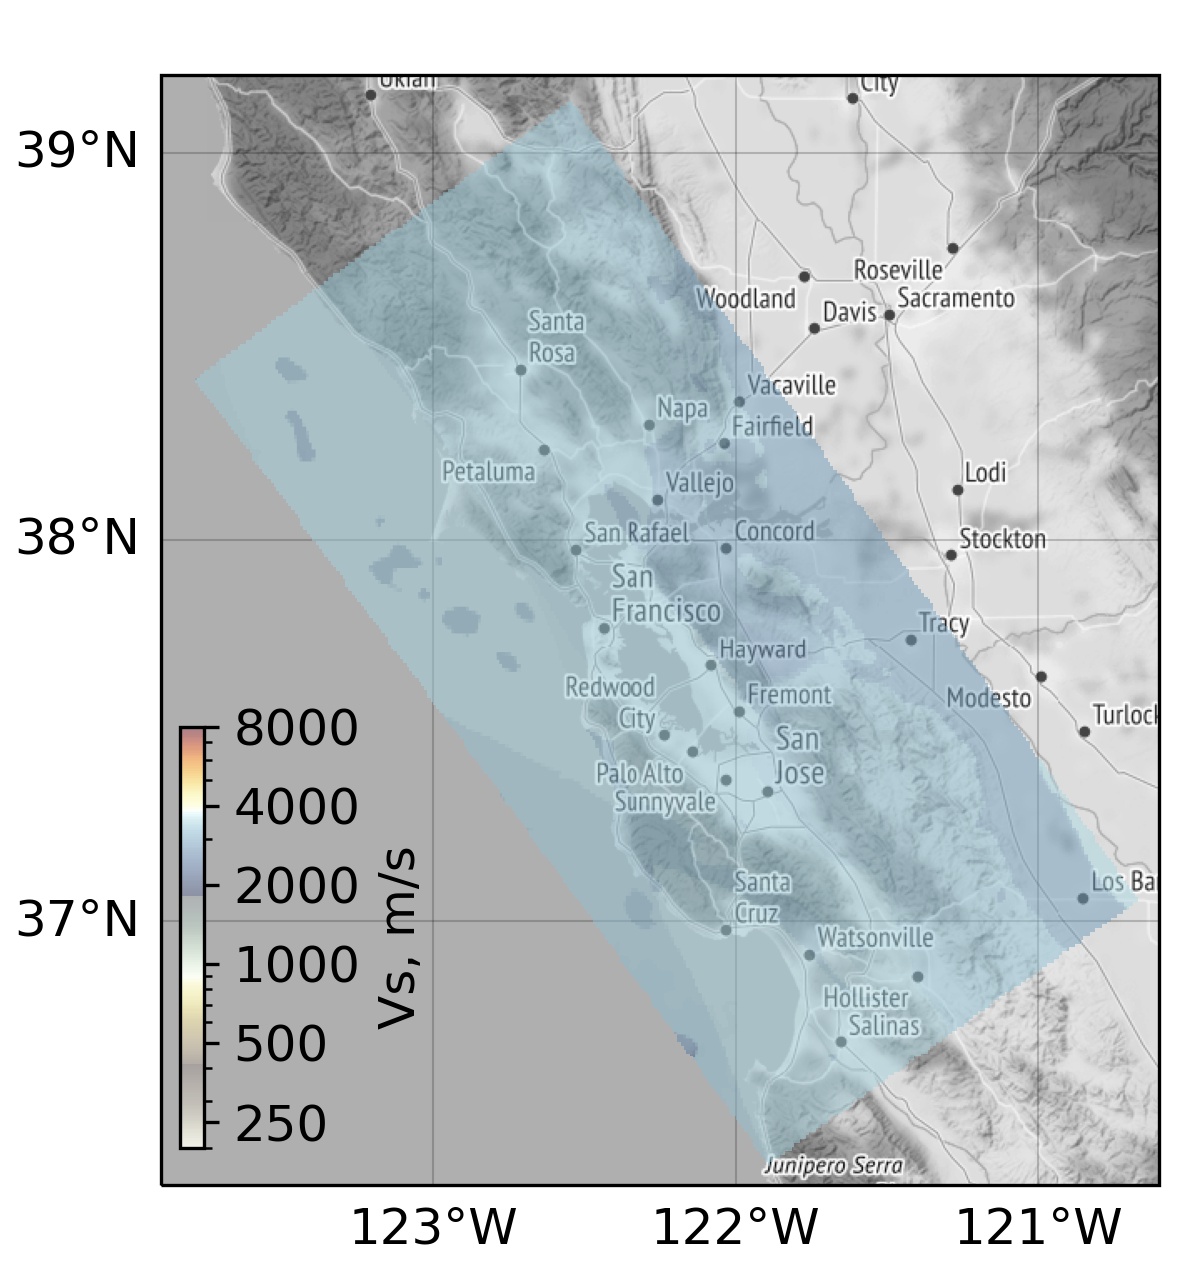 Ukiah
City
39°N
Roseville
Woodland
Sacramento
Davis
Santa
Rosa
Vacaville
Napa
Fairfield
Petaluma
Vallejo
Lodi
38°N
San Rafael
Concord
Stockton
San
Francisco
Tracy
Hayward
Redwood
City
Fremont
Modesto
Turlock
San
Jose
Palo Alto
Sunnyvale
8000
4000
2000
1000
500
250
Vs, m/s
Santa
Cruz
Los Ba
37°N
Watsonville
Hollister
Salinas
Junipero Serra
123°W
122°W
121°W